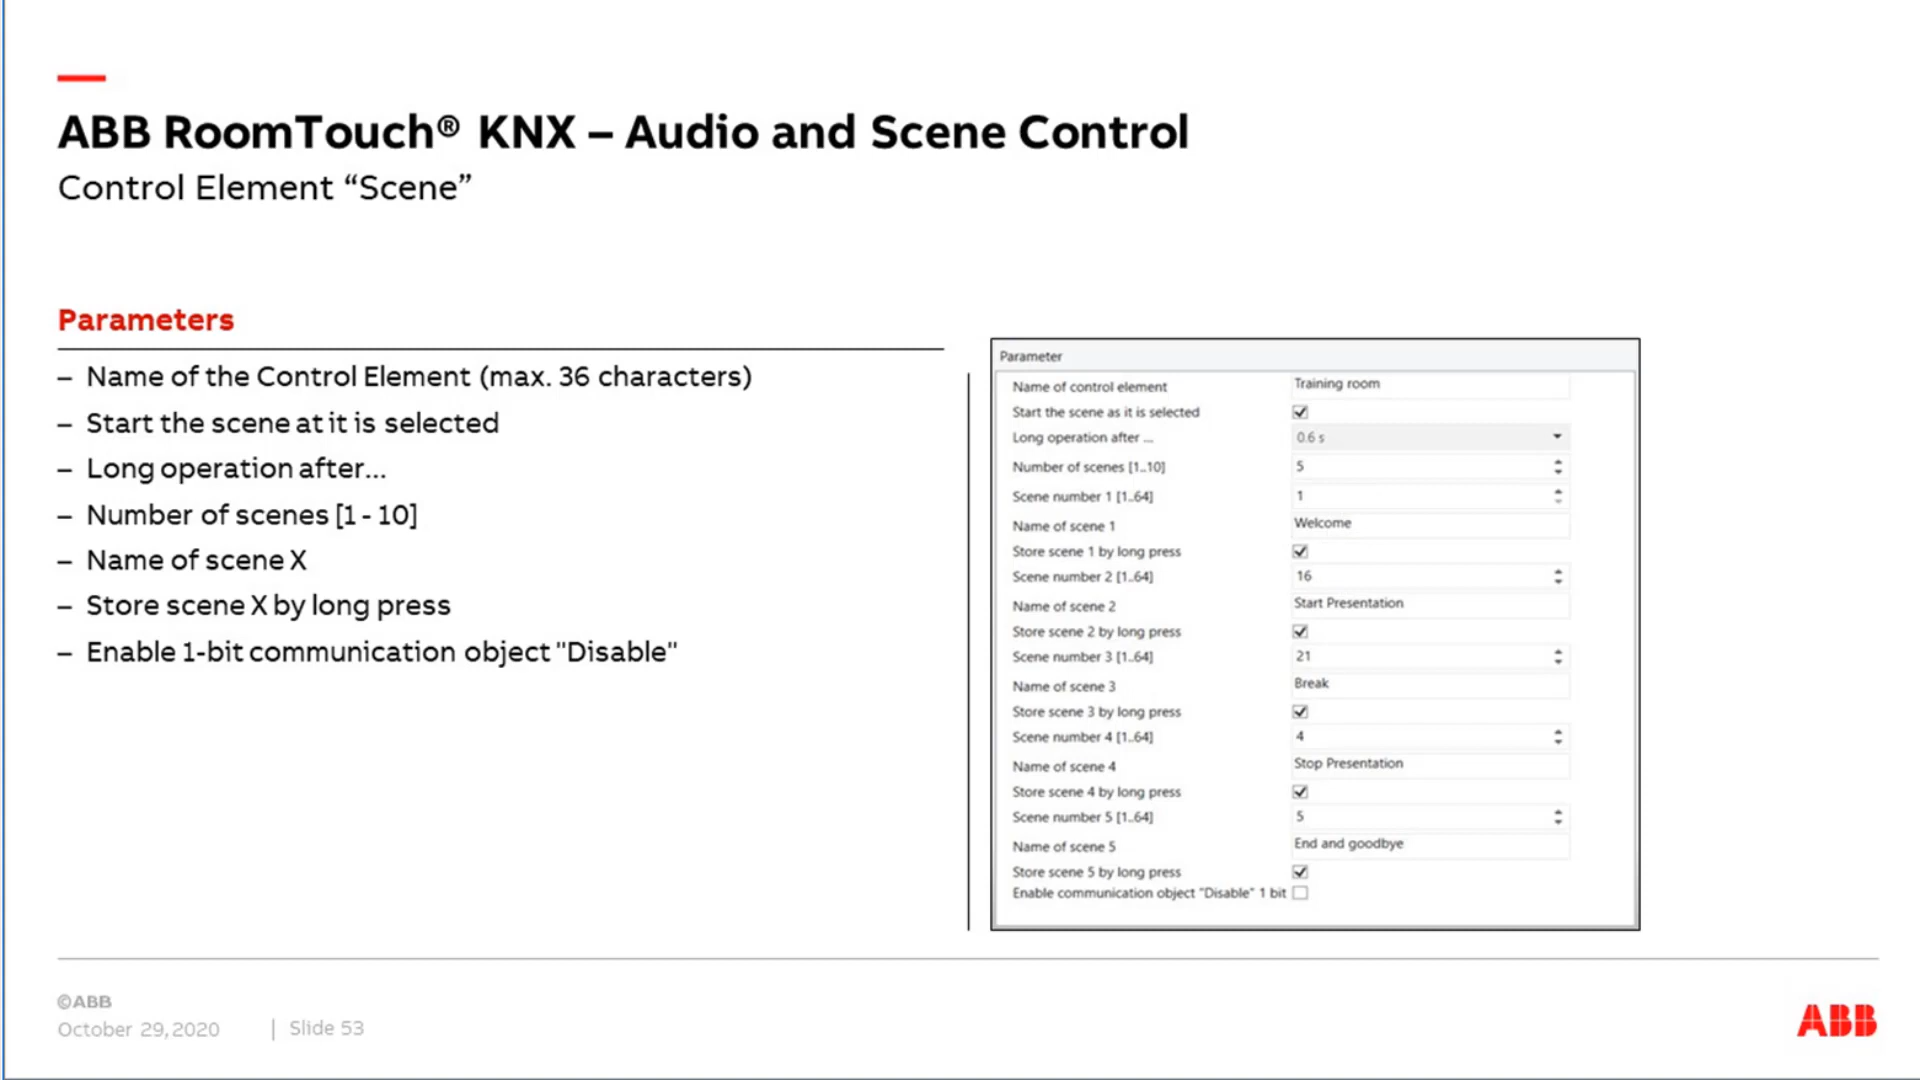 ABB RoomTouch® KNX – Audio and Scene Control
Control Element “Scene”
Parameters
– Name of the Control Element (max. 36 characters)
– Start the scene at it is selected
– Long operation after...
– Number of scenes [1 - 10]
– Name of scene X
– Store scene X by long press
– Enable 1-bit communication object "Disable"
Parameter
Name of control element Training room
Start the scene as it is selected
Long operation after ... 0.6 s
Number of scenes [1..10] 5
Scene number 1 [1..64] 1
Name of scene 1 Welcome
Store scene 1 by long press
Scene number 2 [1..64] 16
Name of scene 2 Start Presentation
Store scene 2 by long press
Scene number 3 [1..64] 21
Name of scene 3 Break
Store scene 3 by long press
Scene number 4 [1..64] 4
Name of scene 4 Stop Presentation
Store scene 4 by long press
Scene number 5 [1..64] 5
Name of scene 5 End and goodbye
Store scene 5 by long press
Enable communication object "Disable" 1 bit
©ABB
October 29, 2020 | Slide 53
ABB